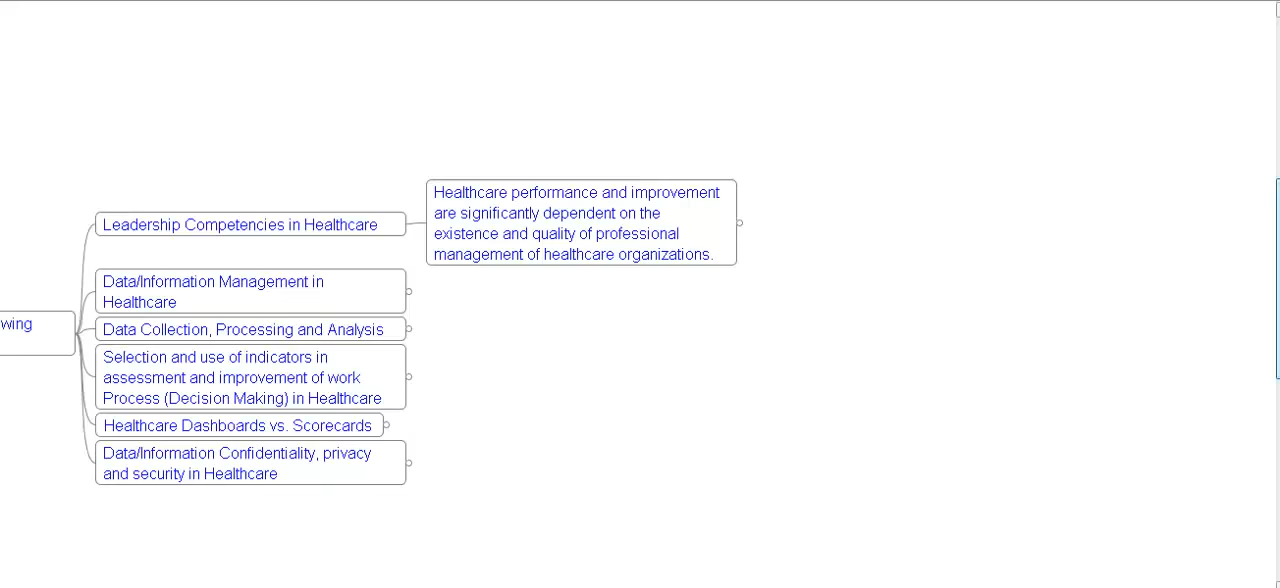 wing
Leadership Competencies in Healthcare
Healthcare performance and improvement
are significantly dependent on the
existence and quality of professional
management of healthcare organizations.
Data/Information Management in
Healthcare
Data Collection, Processing and Analysis
Selection and use of indicators in
assessment and improvement of work
Process (Decision Making) in Healthcare
Healthcare Dashboards vs. Scorecards
Data/Information Confidentiality, privacy
and security in Healthcare